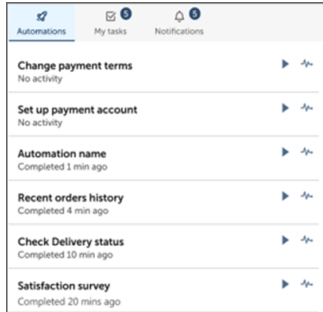 5 5
Automations My tasks Notifications
Change payment terms
No activity
Set up payment account
No activity
Automation name
Completed 1 min ago
Recent orders history
Completed 4 min ago
Check Delivery status
Completed 10 min ago
Satisfaction survey
Completed 20 mins ago